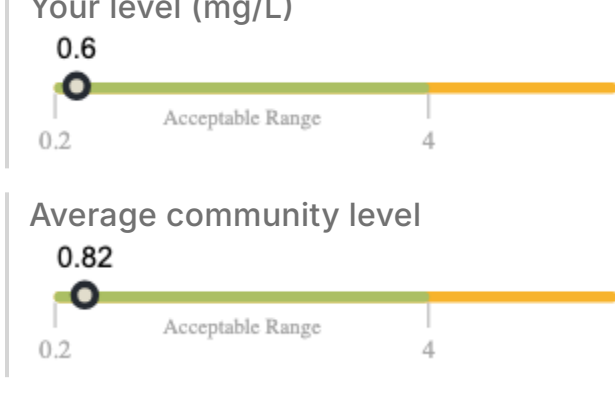 Your level (mg/L)
0.6
Acceptable Range
0.2 4
Average community level
0.82
Acceptable Range
0.2 4